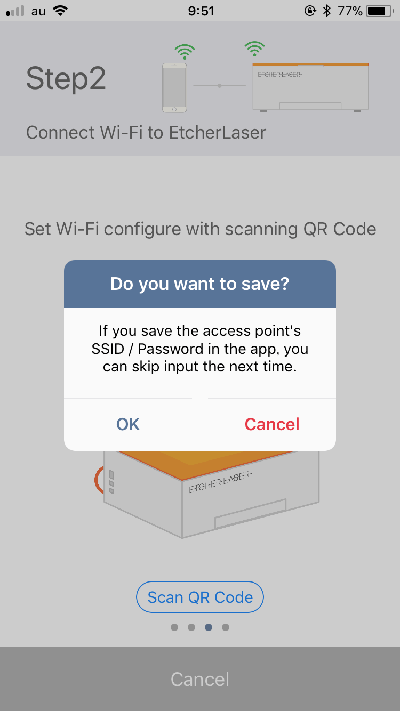 au 9:51 77%
Step2
ETCHERLASER
Connect Wi-Fi to EtcherLaser
Set Wi-Fi configure with scanning QR Code
Do you want to save?
If you save the access point's
SSID / Password in the app, you
can skip input the next time.
OK Cancel
ETCHERLASER
Scan QR Code
Cancel